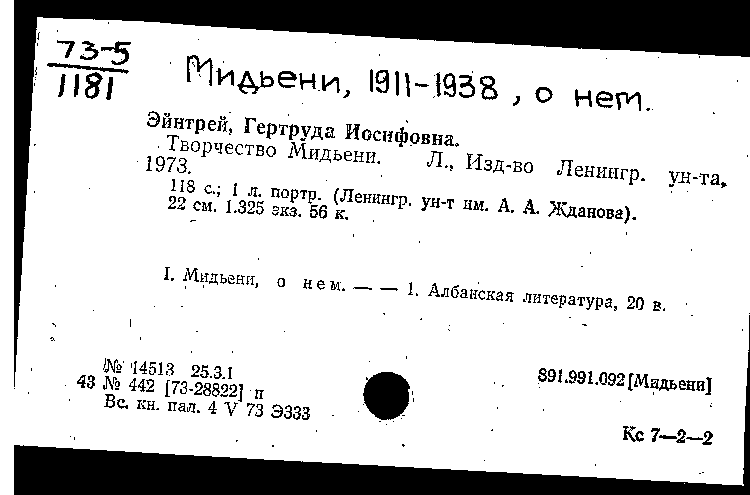 73-5
1181
Мидьени, 1911-1938, о нем.
Эйнтрей, Гертруда Иосифовна.
Творчество Мидьени. Л., Изд-во Ленингр. ун-та,
1973.
118 с.; 1 л. портр. (Ленингр. ун-т им. А. А. Жданова).
22 см. 1.325 экз. 56 к.
I. Мидьени, о нем. — — 1. Албанская литература, 20 в.
№ 14513 25.3.1
43 № 442 [73-28822] п
Вс. кн. пал. 4 V 73 Э333
891.991.092[Мидьени]
Кс 7—2—2